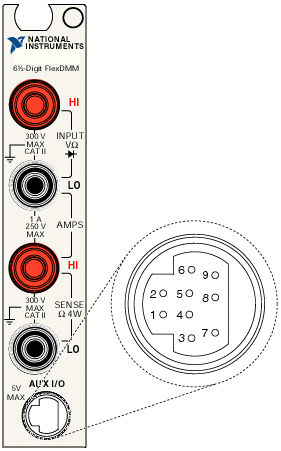 NATIONAL
INSTRUMENTS
6½-Digit FlexDMM
HI
300 V
MAX
CAT II
INPUT
VΩ
LO
1 A
250 V
MAX
AMPS
HI
300 V
MAX
CAT II
SENSE
Ω 4W
LO
AUX I/O
5V
MAX
6 9
2 5 8
1 4
3 7